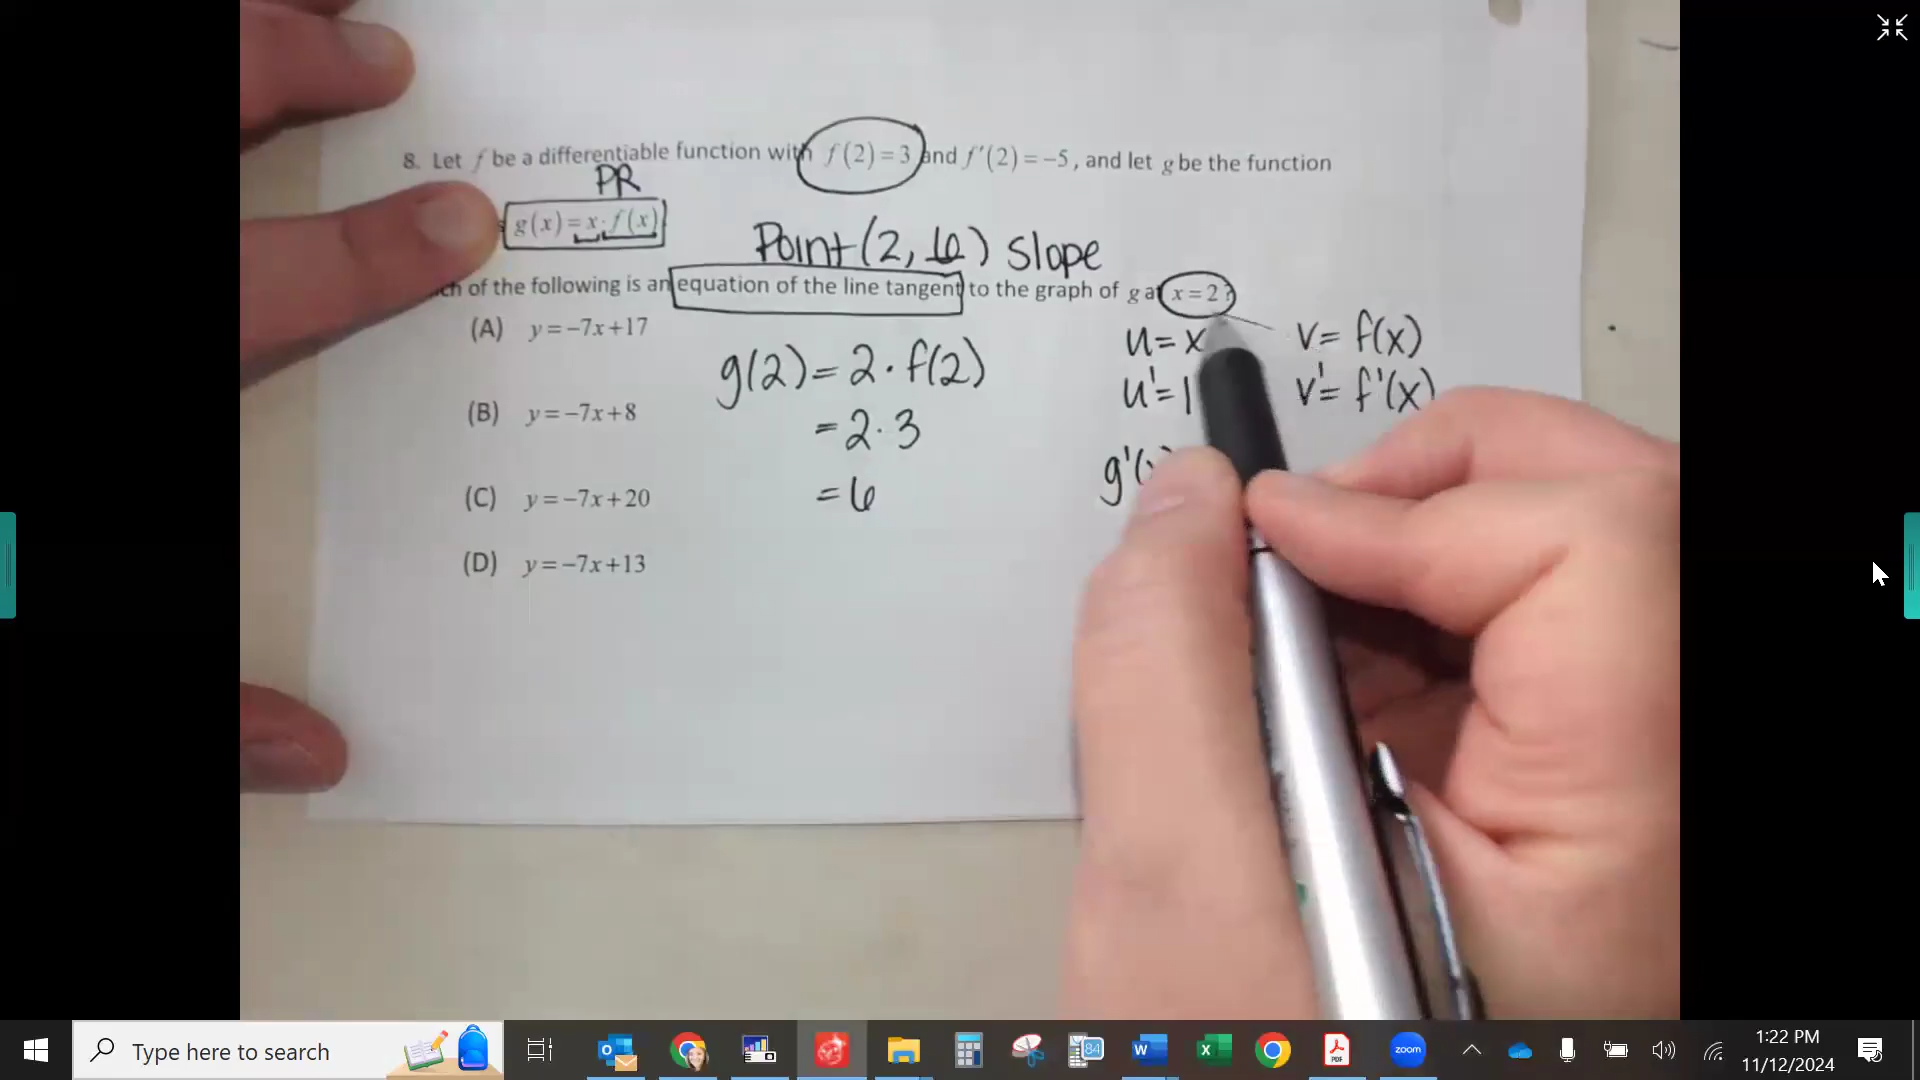 8. Let f be a differentiable function with f(2)=3 and f'(2)=−5, and let g be the function
PR
g(x)=x·f(x)
Point (2, 6) slope
of the following is an equation of the line tangent to the graph of g at x=2?
(A) y=−7x+17
(B) y=−7x+8
(C) y=−7x+20
(D) y=−7x+13
g(2)=2·f(2)
=2·3
=6
u=x v=f(x)
u'=1 v'=f'(x)
g'(x)
Type here to search
84
zoom
1:22 PM
11/12/2024